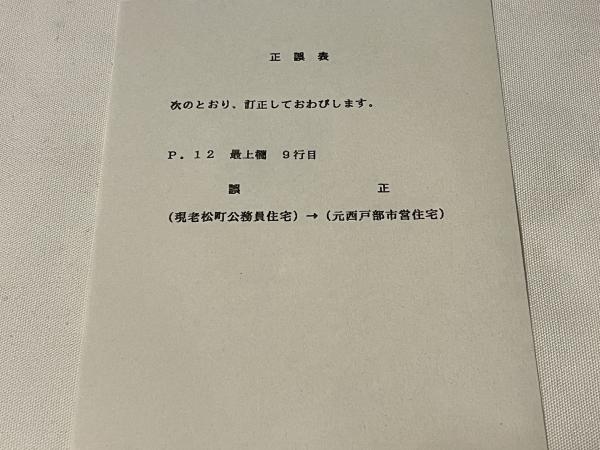 正誤表
次のとおり、訂正しておわびします。
P.12 最上欄 9行目
誤 正
(現老松町公務員住宅)→(元西戸部市営住宅)